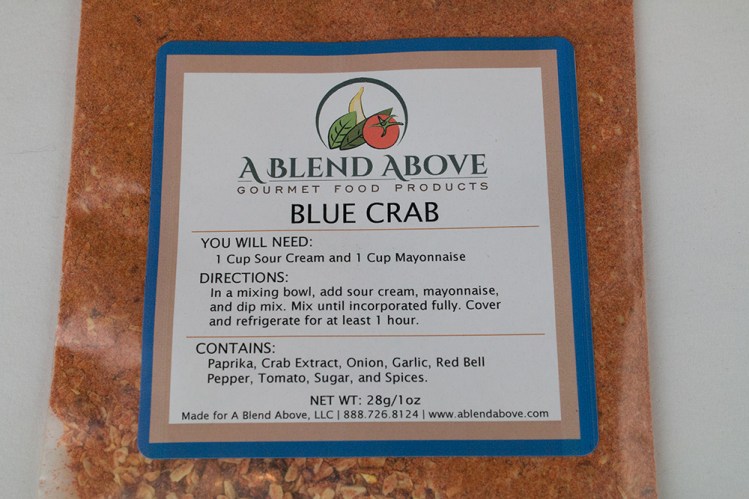 A BLEND ABOVE
GOURMET FOOD PRODUCTS
BLUE CRAB
YOU WILL NEED:
1 Cup Sour Cream and 1 Cup Mayonnaise
DIRECTIONS:
In a mixing bowl, add sour cream, mayonnaise,
and dip mix. Mix until incorporated fully. Cover
and refrigerate for at least 1 hour.
CONTAINS:
Paprika, Crab Extract, Onion, Garlic, Red Bell
Pepper, Tomato, Sugar, and Spices.
NET WT: 28g/1oz
Made for A Blend Above, LLC | 888.726.8124 | www.ablendabove.com